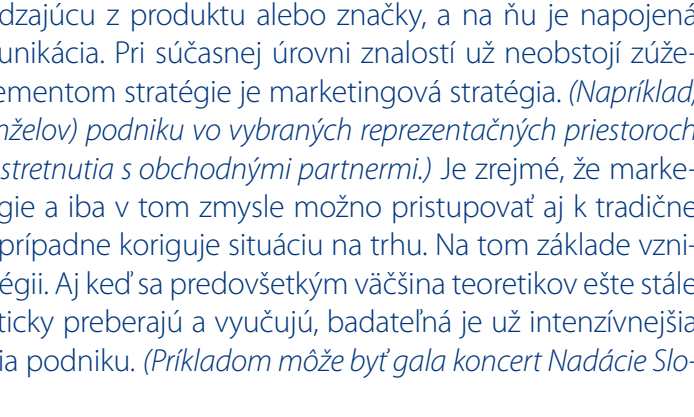 dzajúcu z produktu alebo značky, a na ňu je napojená
unikácia. Pri súčasnej úrovni znalostí už neobstojí zúže-
ementom stratégie je marketingová stratégia. (Napríklad,
nželov) podniku vo vybraných reprezentačných priestoroch
stretnutia s obchodnými partnermi.) Je zrejmé, že marke-
gie a iba v tom zmysle možno pristupovať aj k tradične
prípadne koriguje situáciu na trhu. Na tom základe vzni-
égii. Aj keď sa predovšetkým väčšina teoretikov ešte stále
ticky preberajú a vyučujú, badateľná je už intenzívnejšia
ia podniku. (Príkladom môže byť gala koncert Nadácie Slo-